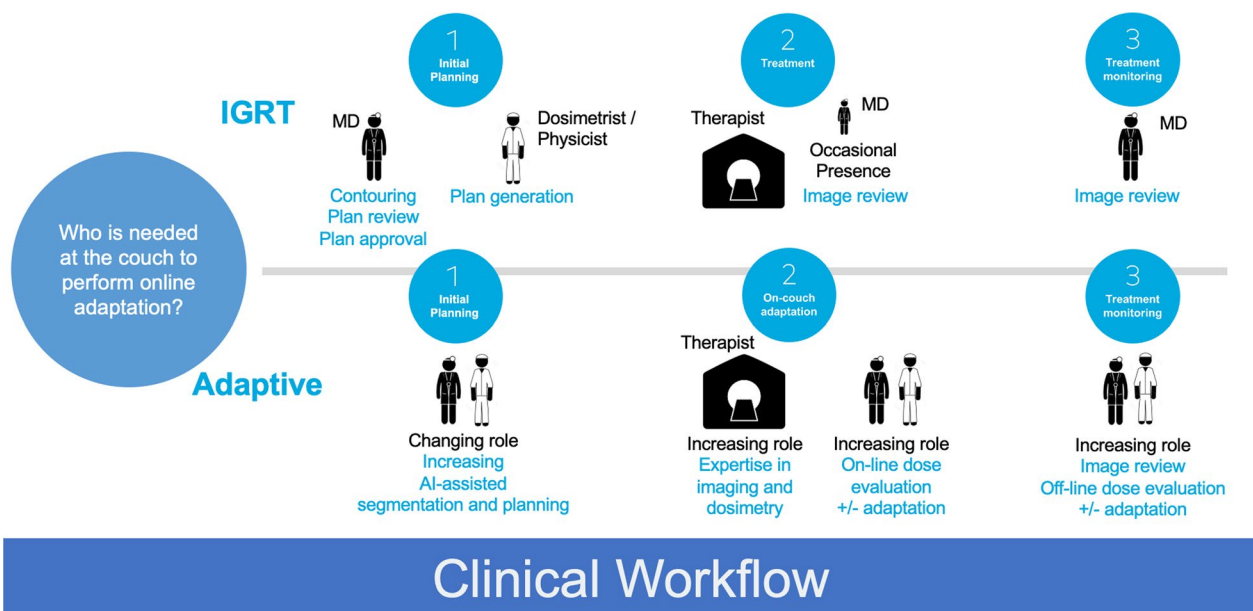 1
Initial
Planning
2
Treatment
3
Treatment
monitoring
IGRT
MD
Dosimetrist /
Physicist
Therapist
MD
Occasional
Presence
MD
Contouring
Plan review
Plan approval
Plan generation
Image review
Image review
Who is needed
at the couch to
perform online
adaptation?
1
Initial
Planning
2
On-couch
adaptation
3
Treatment
monitoring
Adaptive
Therapist
Changing role
Increasing
AI-assisted
segmentation and planning
Increasing role
Expertise in
imaging and
dosimetry
Increasing role
On-line dose
evaluation
+/- adaptation
Increasing role
Image review
Off-line dose evaluation
+/- adaptation
Clinical Workflow